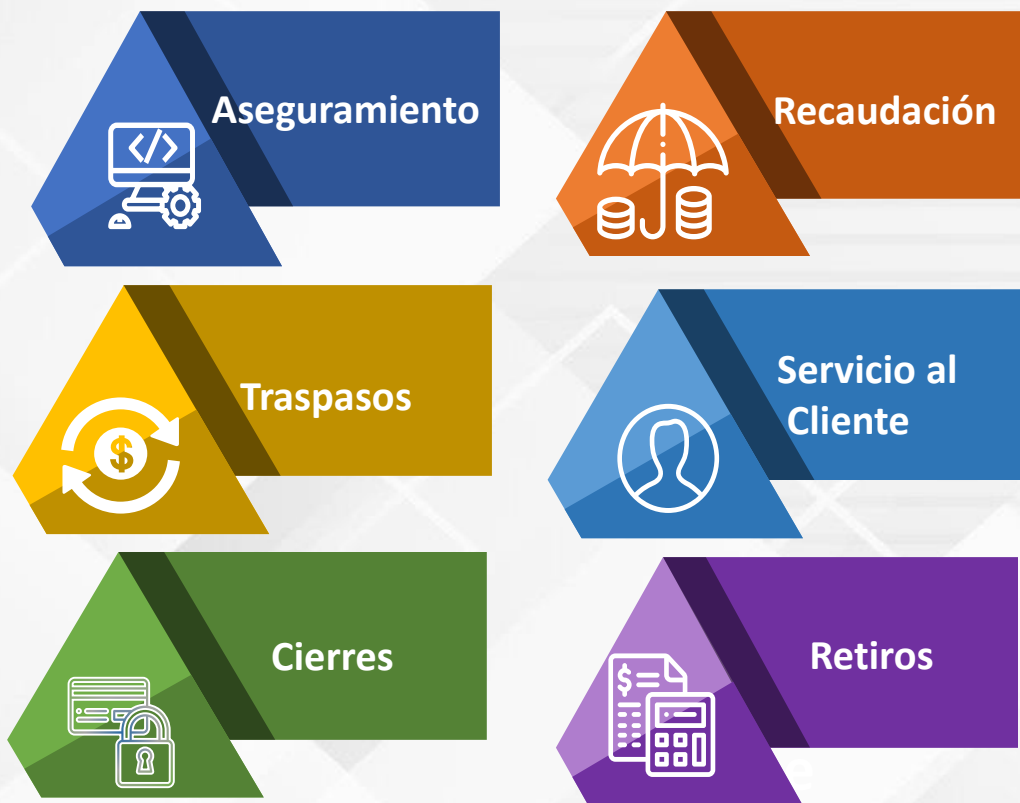 Aseguramiento
Recaudación
Traspasos
Servicio al
Cliente
Cierres
Retiros